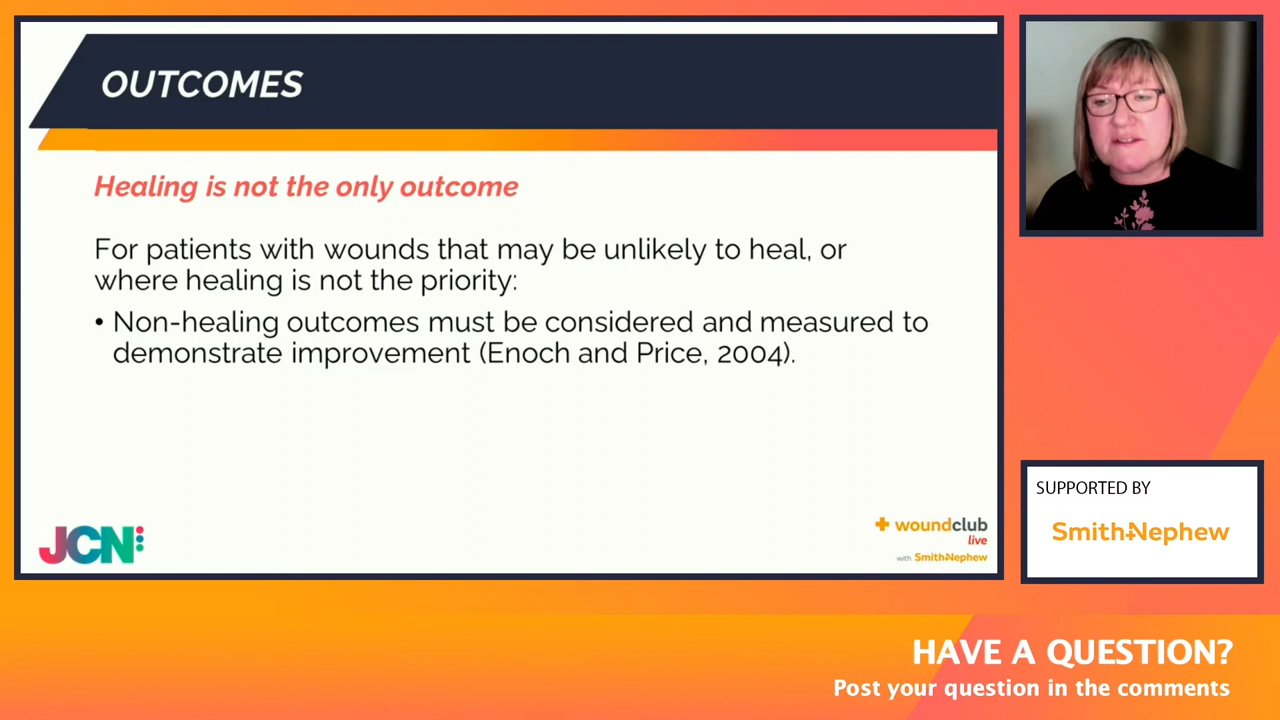 OUTCOMES
Healing is not the only outcome
For patients with wounds that may be unlikely to heal, or
where healing is not the priority:
• Non-healing outcomes must be considered and measured to
demonstrate improvement (Enoch and Price, 2004).
JCN
woundclub
live
with Smith+Nephew
SUPPORTED BY
Smith+Nephew
HAVE A QUESTION?
Post your question in the comments